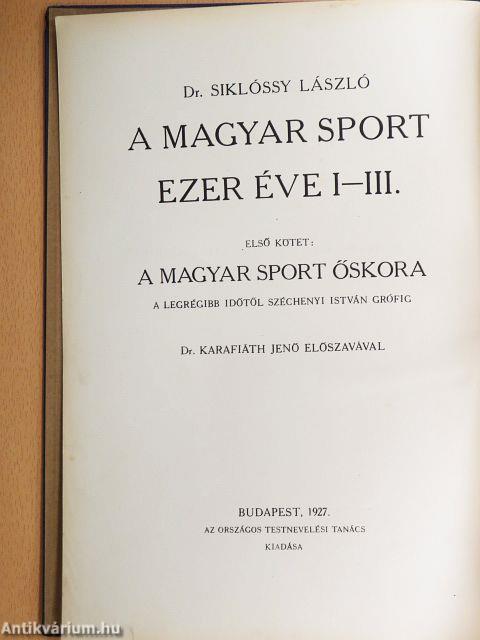 Dr. SIKLÓSSY LÁSZLÓ
A MAGYAR SPORT
EZER ÉVE I—III.
ELSŐ KÖTET:
A MAGYAR SPORT ŐSKORA
A LEGRÉGIBB IDŐTŐL SZÉCHENYI ISTVÁN GRÓFIG
Dr. KARAFIÁTH JENŐ ELŐSZAVÁVAL
BUDAPEST, 1927.
AZ ORSZÁGOS TESTNEVELÉSI TANÁCS
KIADÁSA
Antikvárium.hu